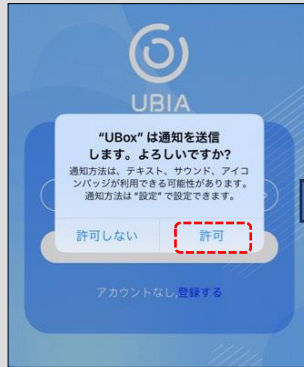 UBIA
“UBox” は通知を送信
します。よろしいですか?
通知方法は、テキスト、サウンド、アイコ
ンバッジが利用できる可能性があります。
通知方法は “設定” で設定できます。
許可しない 許可
アカウントなし,登録する